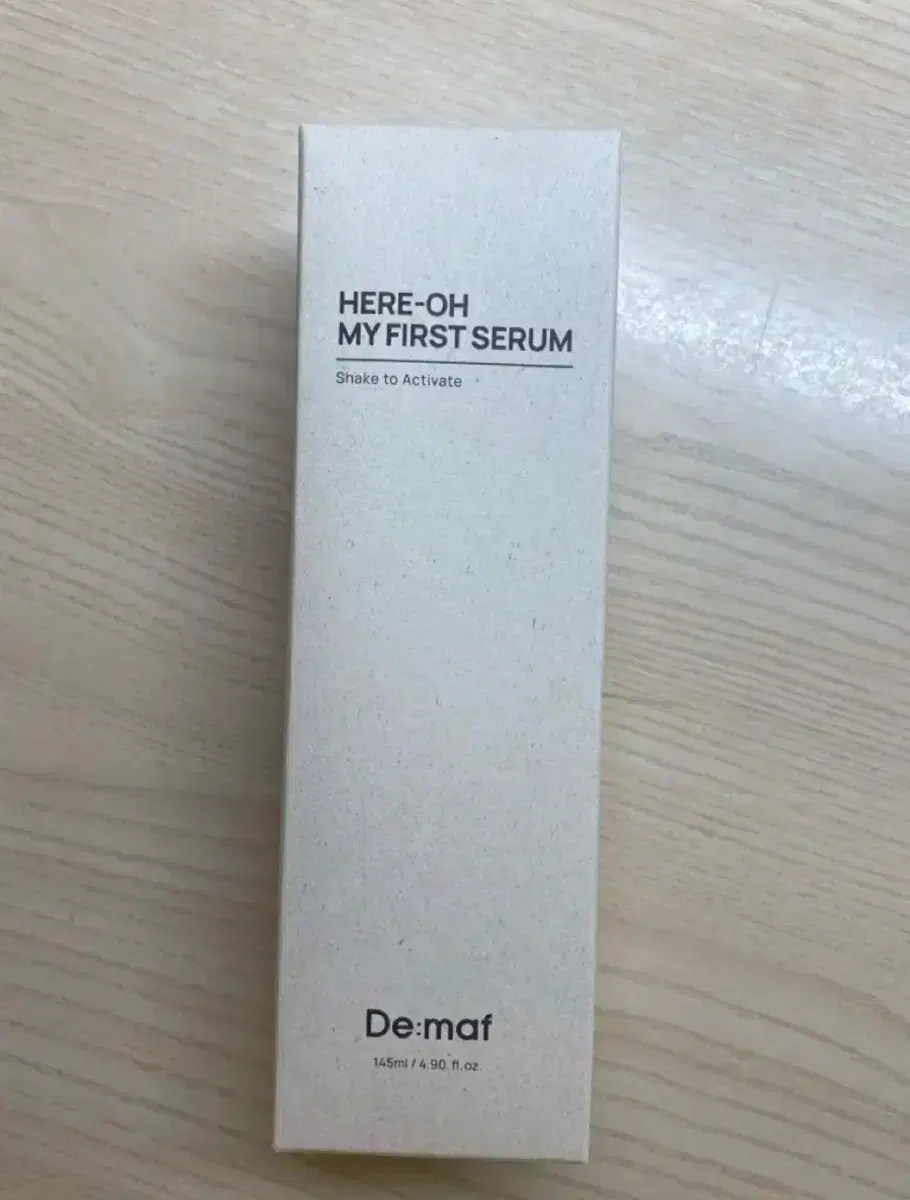 HERE-OH
MY FIRST SERUM
Shake to Activate
De:maf
145ml / 4.90 fl.oz.